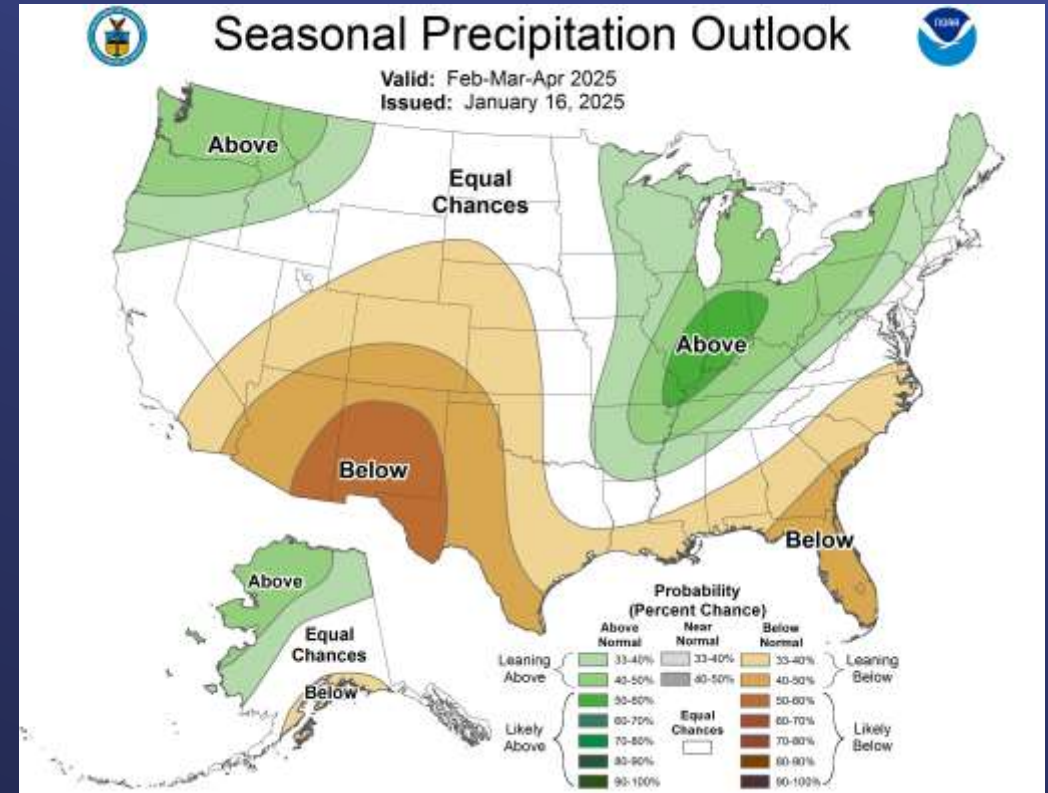 Seasonal Precipitation Outlook
NOAA
Valid: Feb-Mar-Apr 2025
Issued: January 16, 2025
Above
Equal
Chances
Above
Below
Below
Above
Equal
Chances
Below
Probability
(Percent Chance)
Above
Normal
Near
Normal
Below
Normal
Leaning
Above
33-40%
33-40%
33-40%
Leaning
Below
40-50%
40-50%
40-50%
Likely
Above
50-60%
60-70%
70-80%
80-90%
90-100%
Equal
Chances
50-60%
60-70%
70-80%
80-90%
90-100%
Likely
Below